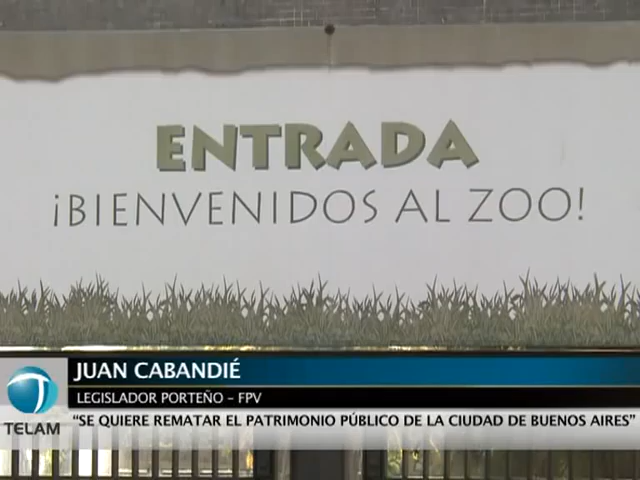 ENTRADA
¡BIENVENIDOS AL ZOO!
JUAN CABANDIÉ
LEGISLADOR PORTEÑO – FPV
TELAM
“SE QUIERE REMATAR EL PATRIMONIO PÚBLICO DE LA CIUDAD DE BUENOS AIRES”